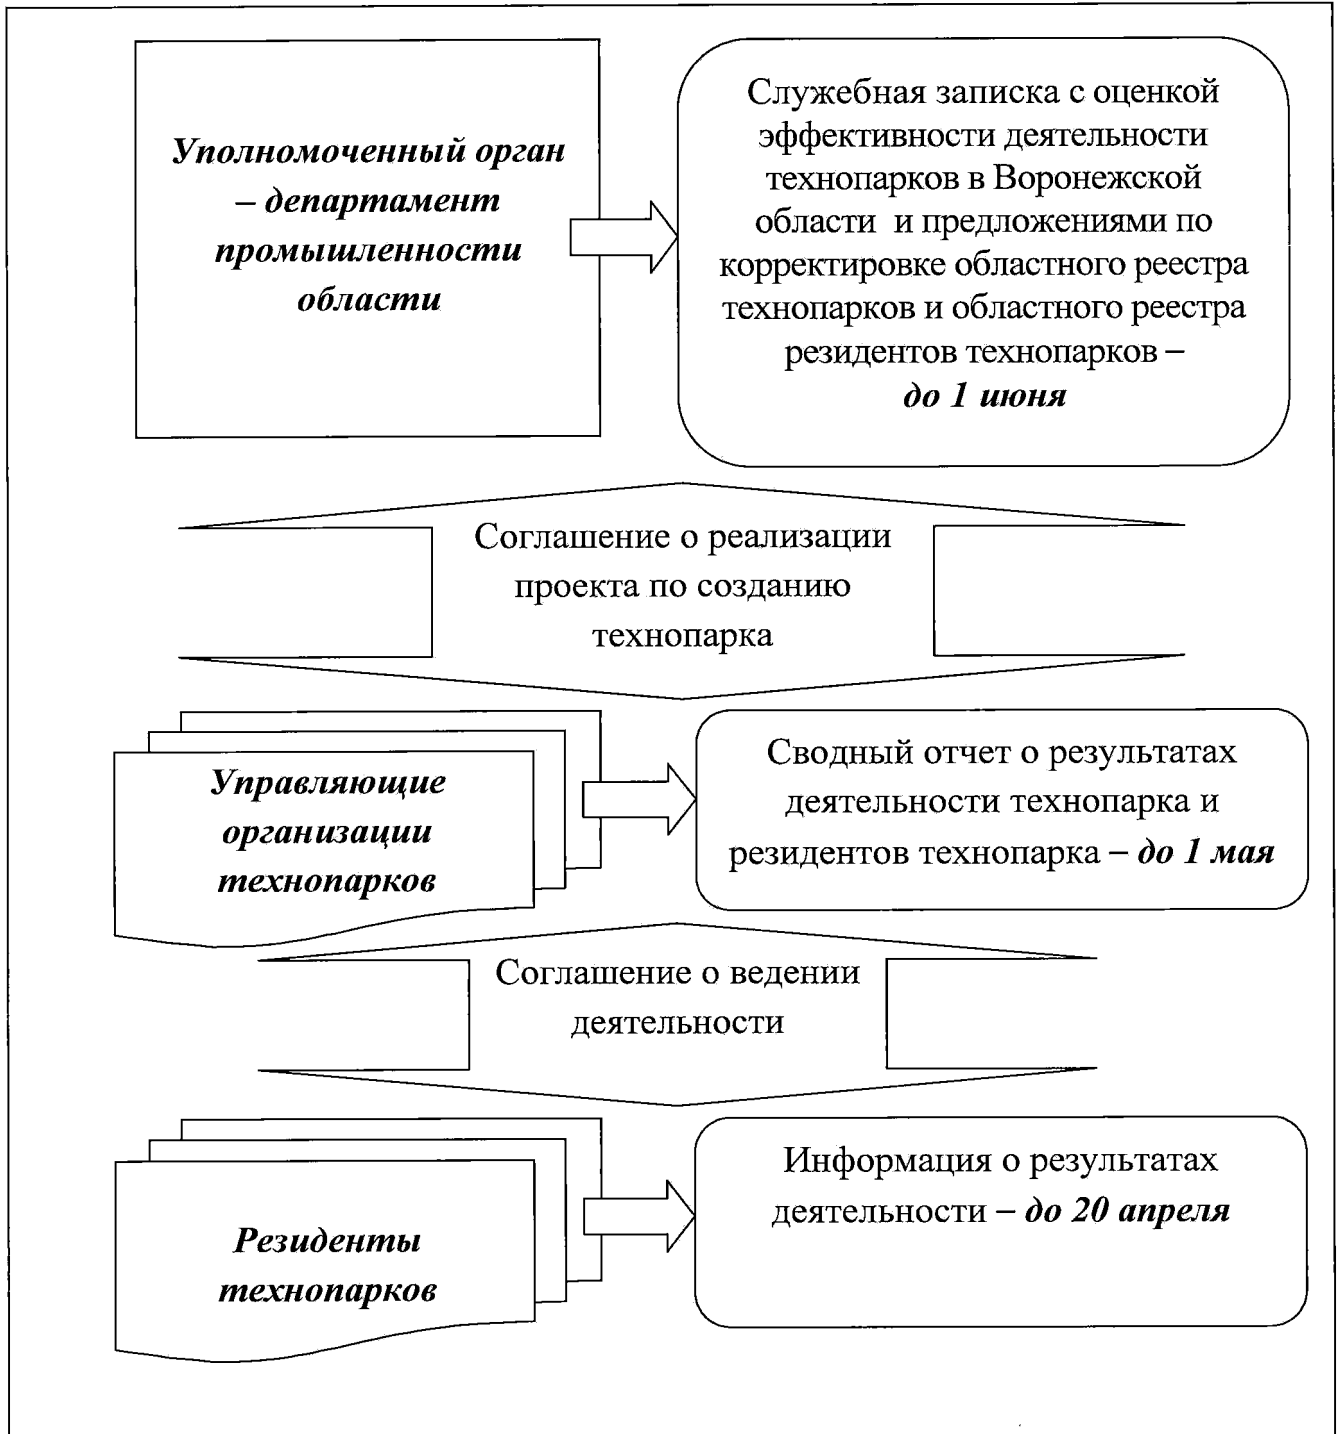 Уполномоченный орган
– департамент
промышленности
области
Служебная записка с оценкой
эффективности деятельности
технопарков в Воронежской
области и предложениями по
корректировке областного реестра
технопарков и областного реестра
резидентов технопарков –
до 1 июня
Соглашение о реализации
проекта по созданию
технопарка
Управляющие
организации
технопарков
Сводный отчет о результатах
деятельности технопарка и
резидентов технопарка – до 1 мая
Соглашение о ведении
деятельности
Резиденты
технопарков
Информация о результатах
деятельности – до 20 апреля